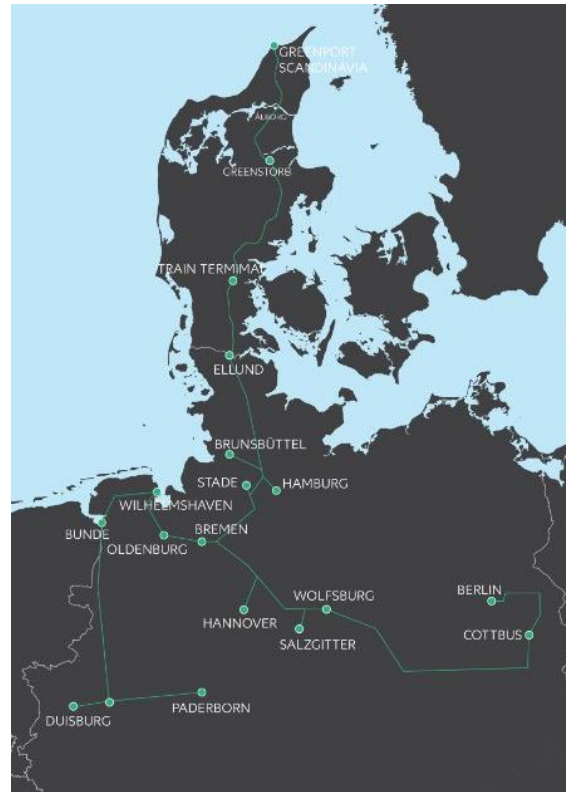 GREENPORT
SCANDINAVIA
ÅLBORG
GREENSTORE
TRAIN TERMIMAL
ELLUND
BRUNSBÜTTEL
STADE
HAMBURG
WILHELMSHAVEN
BUNDE
BREMEN
OLDENBURG
WOLFSBURG
BERLIN
HANNOVER
SALZGITTER
COTTBUS
DUISBURG
PADERBORN